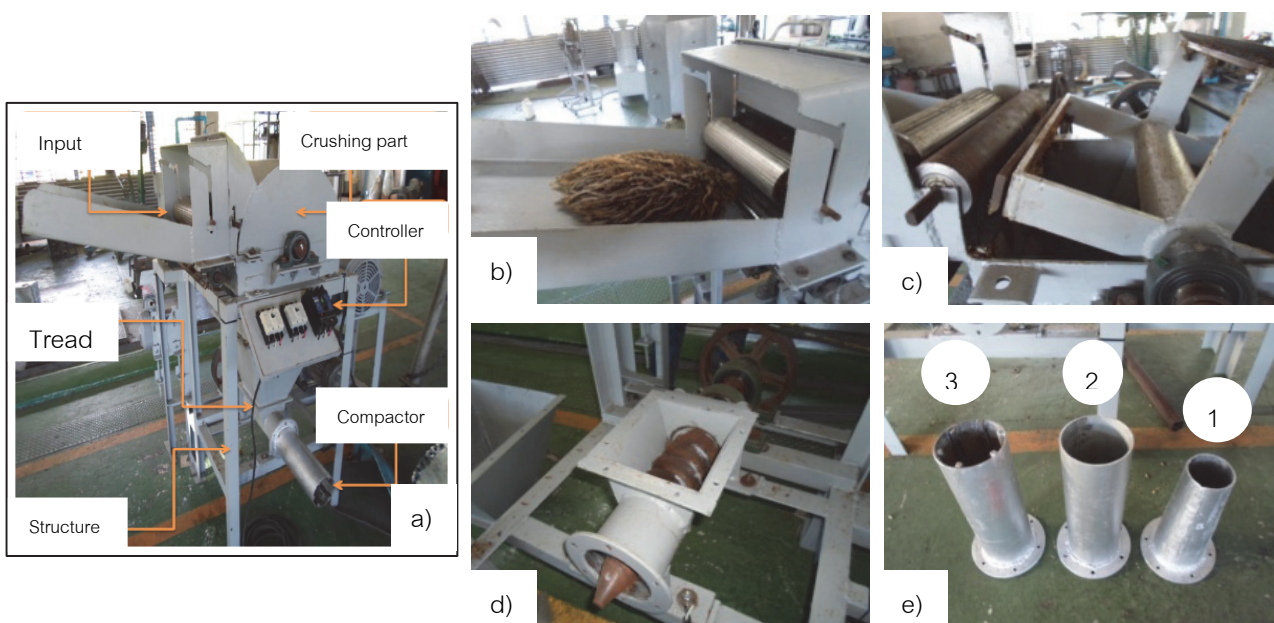 Input
Crushing part
Controller
Tread
Compactor
Structure
a)
b)
c)
d)
e)
3
2
1